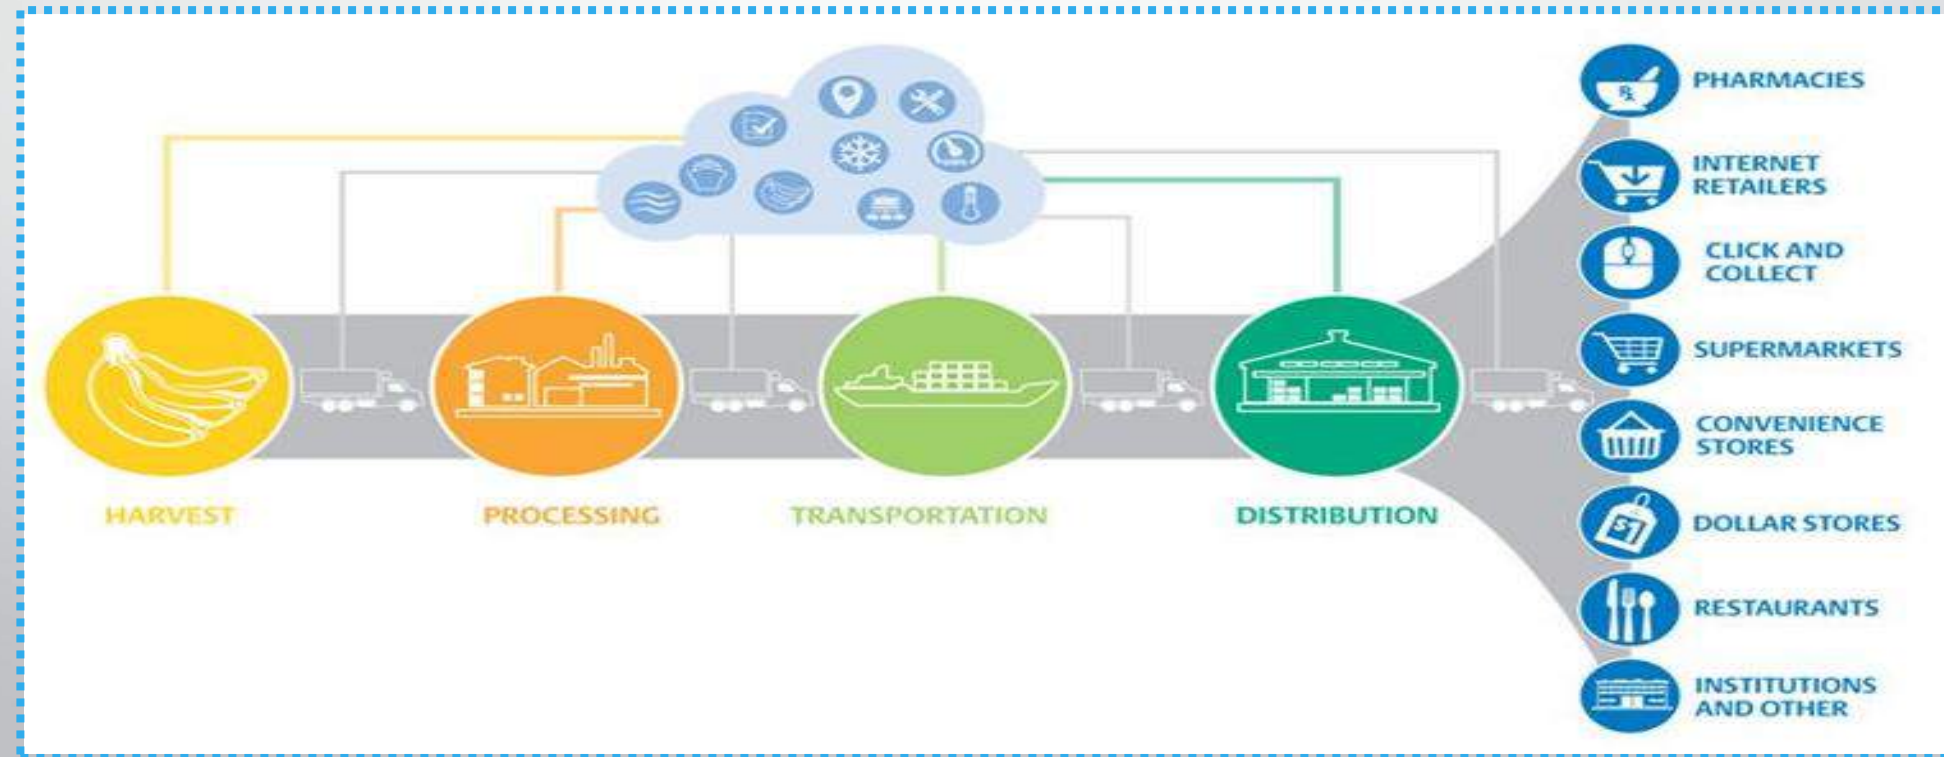 PHARMACIES
INTERNET
RETAILERS
CLICK AND
COLLECT
SUPERMARKETS
CONVENIENCE
STORES
DOLLAR STORES
$1
RESTAURANTS
INSTITUTIONS
AND OTHER
HARVEST
PROCESSING
TRANSPORTATION
DISTRIBUTION